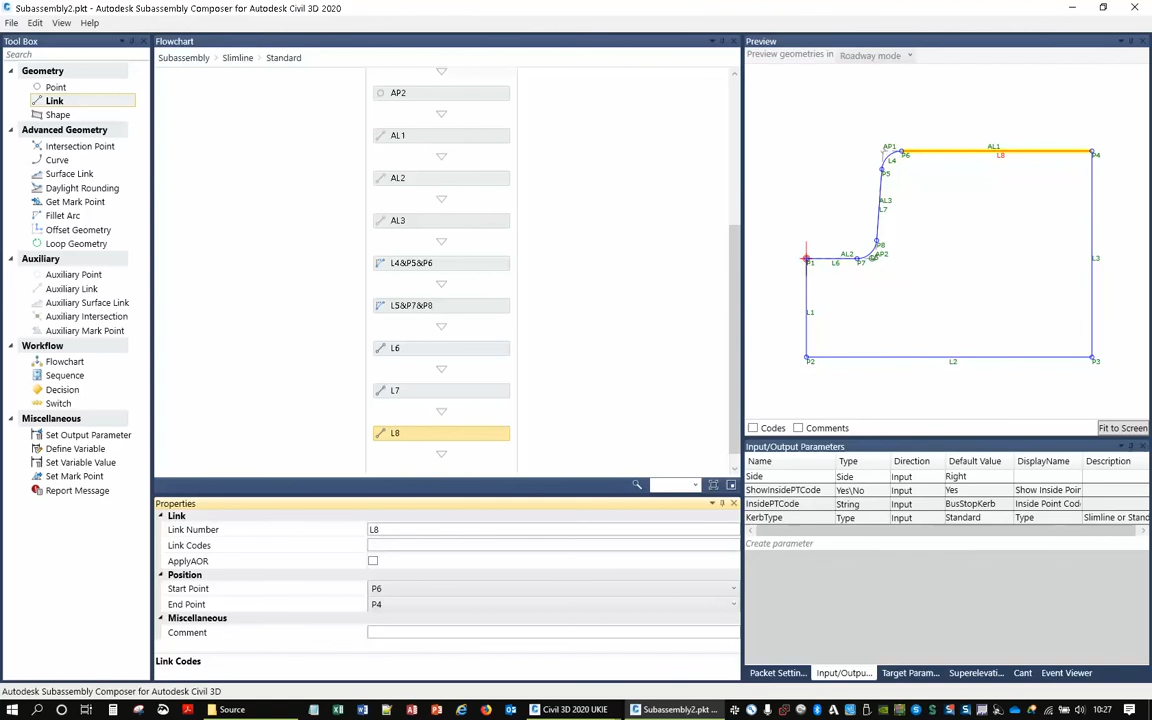 Subassembly2.pkt - Autodesk Subassembly Composer for Autodesk Civil 3D 2020
File Edit View Help
Tool Box
Search
Geometry
Point
Link
Shape
Advanced Geometry
Intersection Point
Curve
Surface Link
Daylight Rounding
Get Mark Point
Fillet Arc
Offset Geometry
Loop Geometry
Auxiliary
Auxiliary Point
Auxiliary Link
Auxiliary Surface Link
Auxiliary Intersection
Auxiliary Mark Point
Workflow
Flowchart
Sequence
Decision
Switch
Miscellaneous
Set Output Parameter
Define Variable
Set Variable Value
Set Mark Point
Report Message
Flowchart
Subassembly Slimline Standard
AP2
AL1
AL2
AL3
L4&P5&P6
L5&P7&P8
L6
L7
L8
Properties
Link
Link Number L8
Link Codes
ApplyAOR
Position
Start Point P6
End Point P4
Miscellaneous
Comment
Link Codes
Preview
Preview geometries in Roadway mode
AP1 AL1
P6 L8 P4
L4
P5
AL3
L7
P8
AL2 AP2
P1 L6 P7 L3
L1
P2 L2 P3
Codes Comments Fit to Screen
Input/Output Parameters
Name Type Direction Default Value DisplayName Description
Side Side Input Right
ShowInsidePTCode Yes\No Input Yes Show Inside Poin
InsidePTCode String Input BusStopKerb Inside Point Code
KerbType Type Input Standard Type Slimline or Stand
Create parameter
Packet Settin... Input/Outpu... Target Param... Superelevati... Cant Event Viewer
Autodesk Subassembly Composer for Autodesk Civil 3D
Source Civil 3D 2020 UKIE Subassembly2.pkt ... 10:27